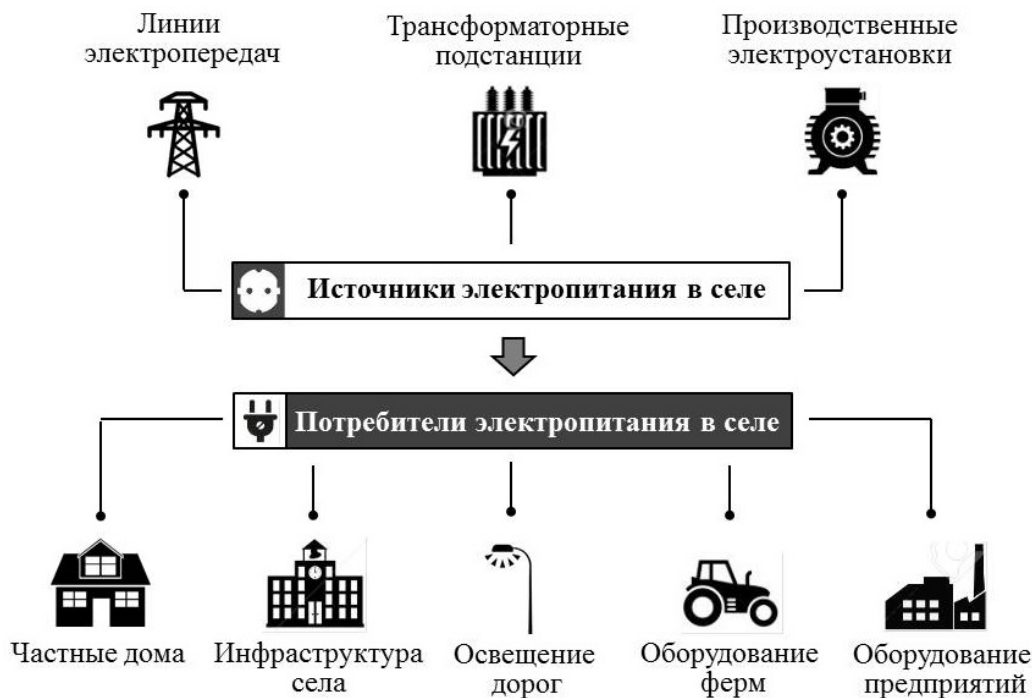 Линии
электропередач
Трансформаторные
подстанции
Производственные
электроустановки
Источники электропитания в селе
Потребители электропитания в селе
Частные дома
Инфраструктура
села
Освещение
дорог
Оборудование
ферм
Оборудование
предприятий